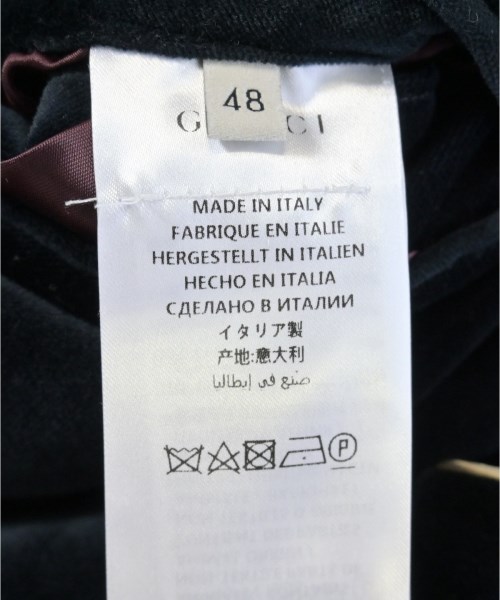 48
MADE IN ITALY
FABRIQUE EN ITALIE
HERGESTELLT IN ITALIEN
HECHO EN ITALIA
СДЕЛАНО В ИТАЛИИ
イタリア製
产地:意大利
صنع في إيطاليا
P